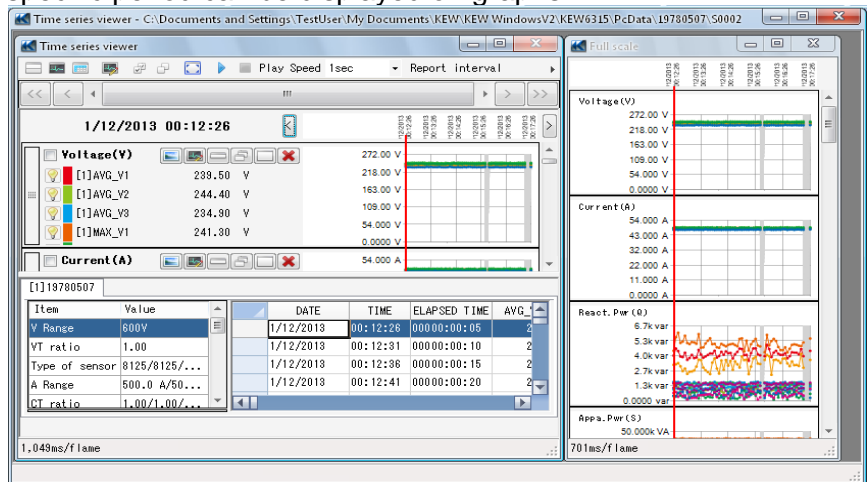 Time series viewer - C:\Documents and Settings\TestUser\My Documents\KEW\KEW WindowsV2\KEW6315\PcData\19780507\S0002
Time series viewer
Play Speed 1sec
Report interval
<< < > >>
1/12/2013 00:12:26
Voltage(V)
[1]AVG_V1 239.50 V
[1]AVG_V2 244.40 V
[1]AVG_V3 234.90 V
[1]MAX_V1 241.30 V
272.00 V
218.00 V
163.00 V
109.00 V
54.000 V
0.0000 V
Current(A)
54.000 A
[1]19780507
Item Value
V Range 600V
VT ratio 1.00
Type of sensor 8125/8125/...
A Range 500.0 A/50...
CT ratio 1.00/1.00/...
DATE TIME ELAPSED TIME
1/12/2013 00:12:26 00000:00:05 2
1/12/2013 00:12:31 00000:00:10 2
1/12/2013 00:12:36 00000:00:15 2
1/12/2013 00:12:41 00000:00:20 2
1,049ms/flame
Full scale
Voltage(V)
272.00 V
218.00 V
163.00 V
109.00 V
54.000 V
0.0000 V
Current(A)
54.000 A
43.000 A
32.000 A
22.000 A
11.000 A
0.0000 A
React. Pwr(Q)
6.7k var
5.3k var
4.0k var
2.7k var
1.3k var
0.0000 var
Appa. Pwr(S)
50.000k VA
701ms/flame